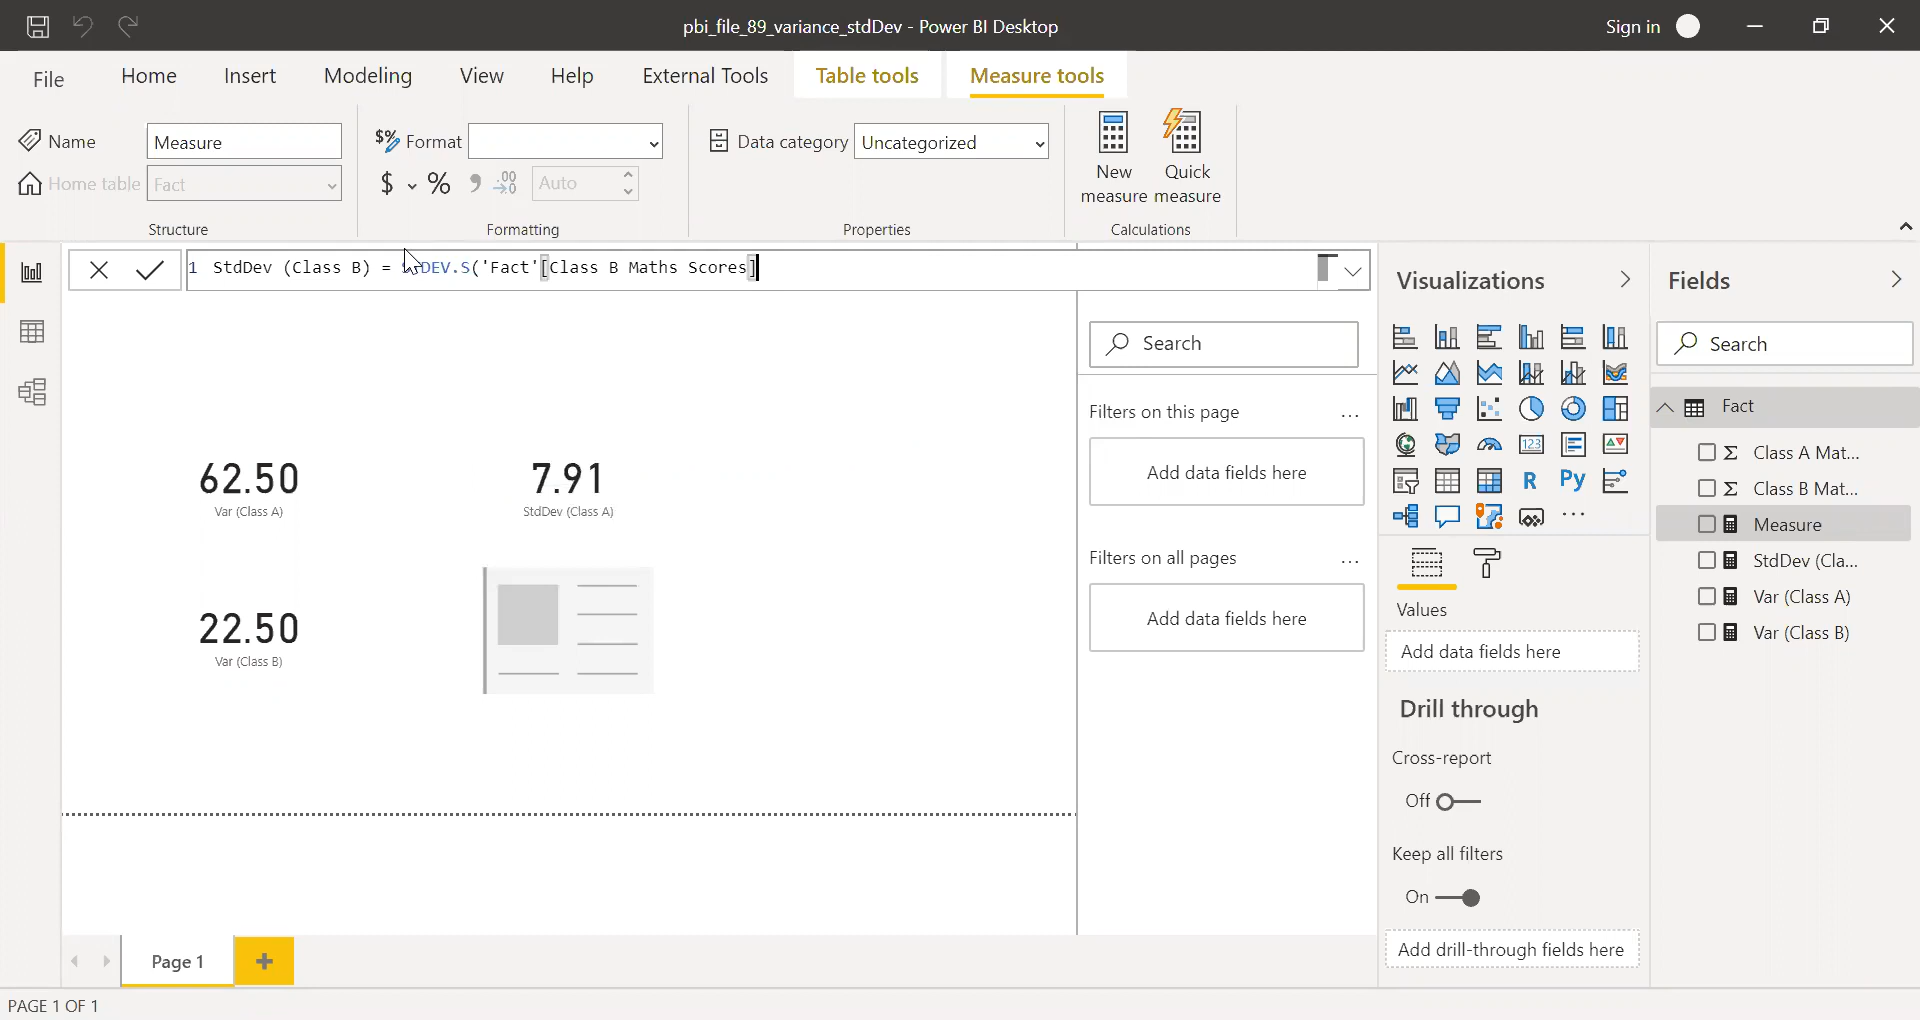 pbi_file_89_variance_stdDev - Power BI Desktop
Sign in
File
Home
Insert
Modeling
View
Help
External Tools
Table tools
Measure tools
Name
Measure
Home table
Fact
Structure
Format
$
%
Auto
Formatting
Data category
Uncategorized
Properties
New
measure
Quick
measure
Calculations
1 StdDev (Class B) = STDEV.S('Fact'[Class B Maths Scores]
62.50
Var (Class A)
7.91
StdDev (Class A)
22.50
Var (Class B)
Search
Filters on this page
...
Add data fields here
Filters on all pages
...
Add data fields here
Visualizations
123
R
Py
...
Values
Add data fields here
Drill through
Cross-report
Off
Keep all filters
On
Add drill-through fields here
Fields
Search
Fact
Σ Class A Mat...
Σ Class B Mat...
Measure
StdDev (Cla...
Var (Class A)
Var (Class B)
Page 1
PAGE 1 OF 1